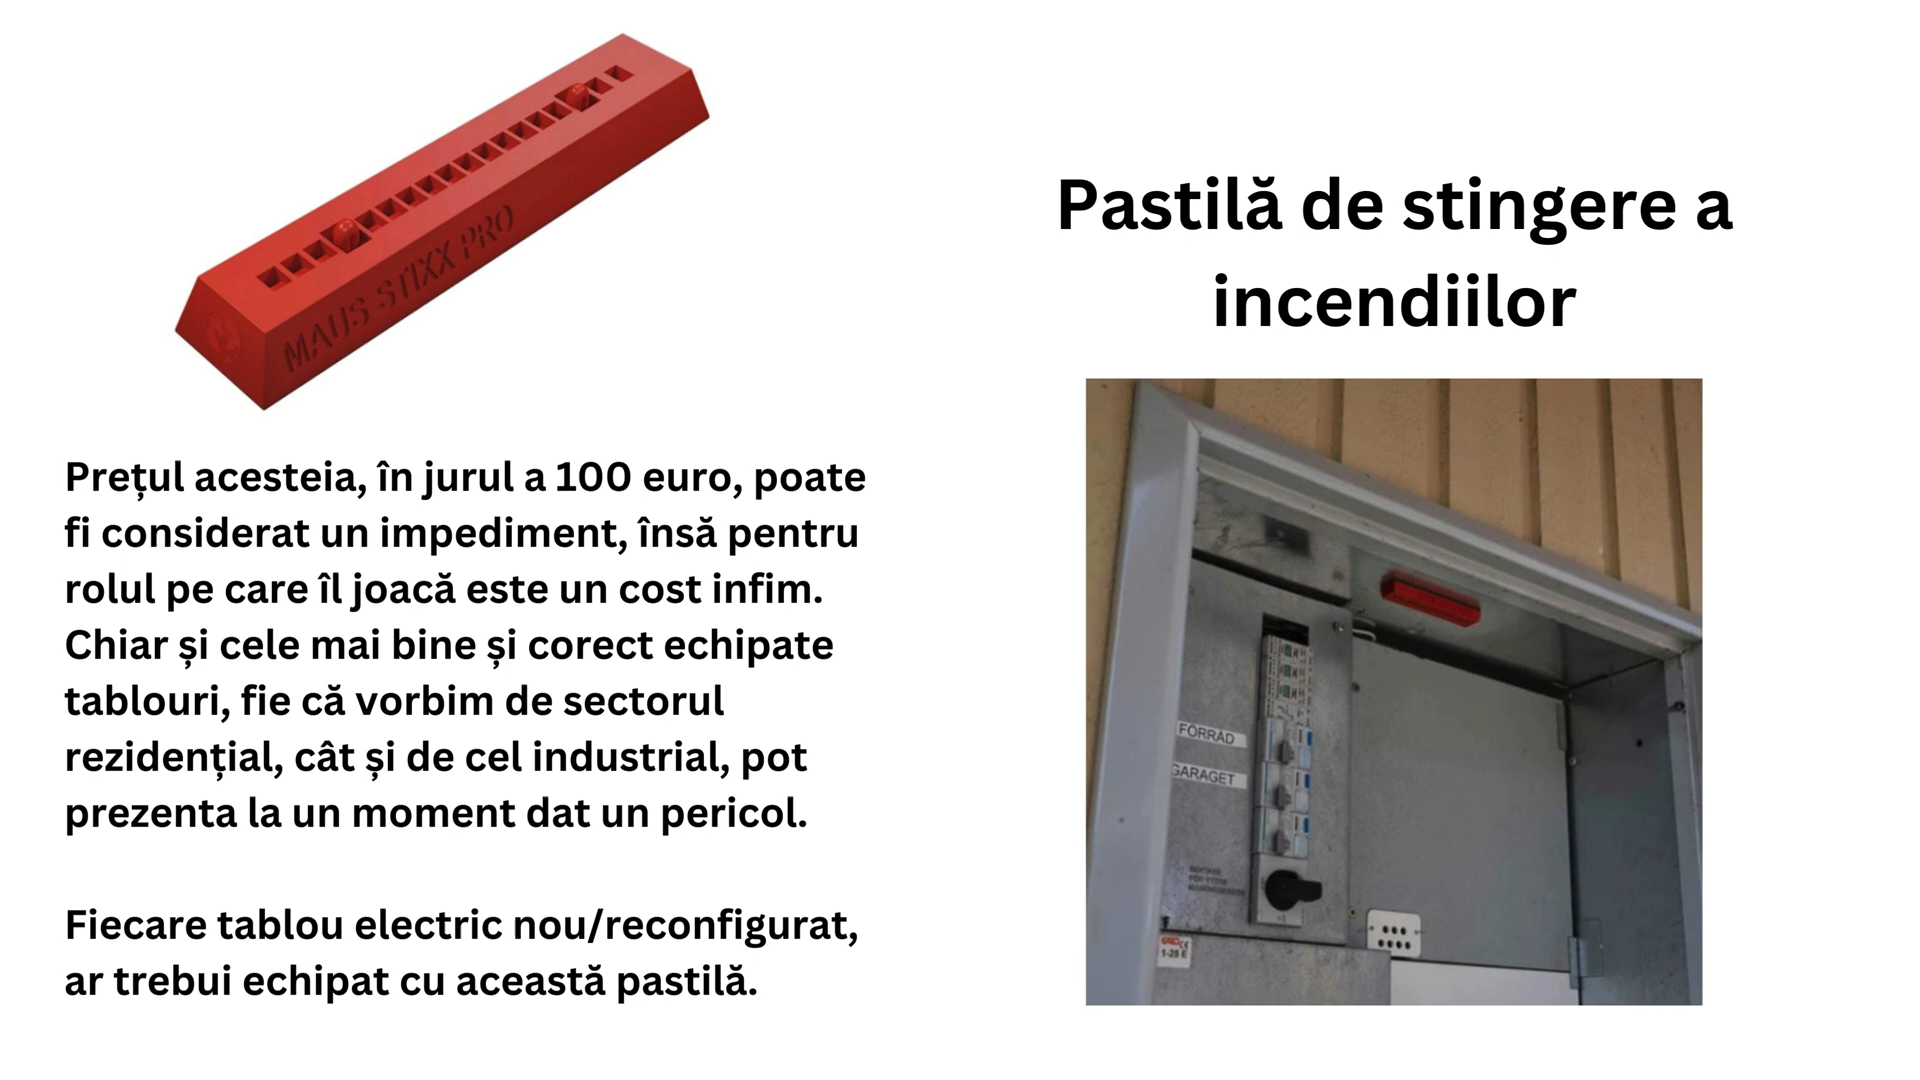 MAUS STIXX PRO
Pastilă de stingere a
incendiilor
Prețul acesteia, în jurul a 100 euro, poate
fi considerat un impediment, însă pentru
rolul pe care îl joacă este un cost infim.
Chiar și cele mai bine și corect echipate
tablouri, fie că vorbim de sectorul
rezidențial, cât și de cel industrial, pot
prezenta la un moment dat un pericol.
Fiecare tablou electric nou/reconfigurat,
ar trebui echipat cu această pastilă.
FÖRRÅD
GARAGET
1-25 E